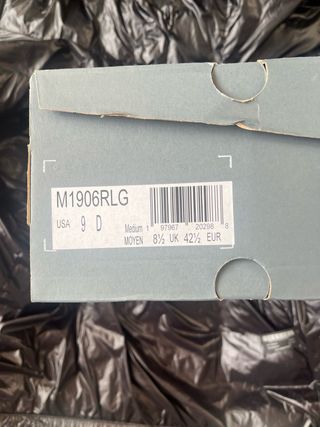 M1906RLG
USA 9 D Medium 1 97967 20298 8
MOYEN 8½ UK 42½ EUR